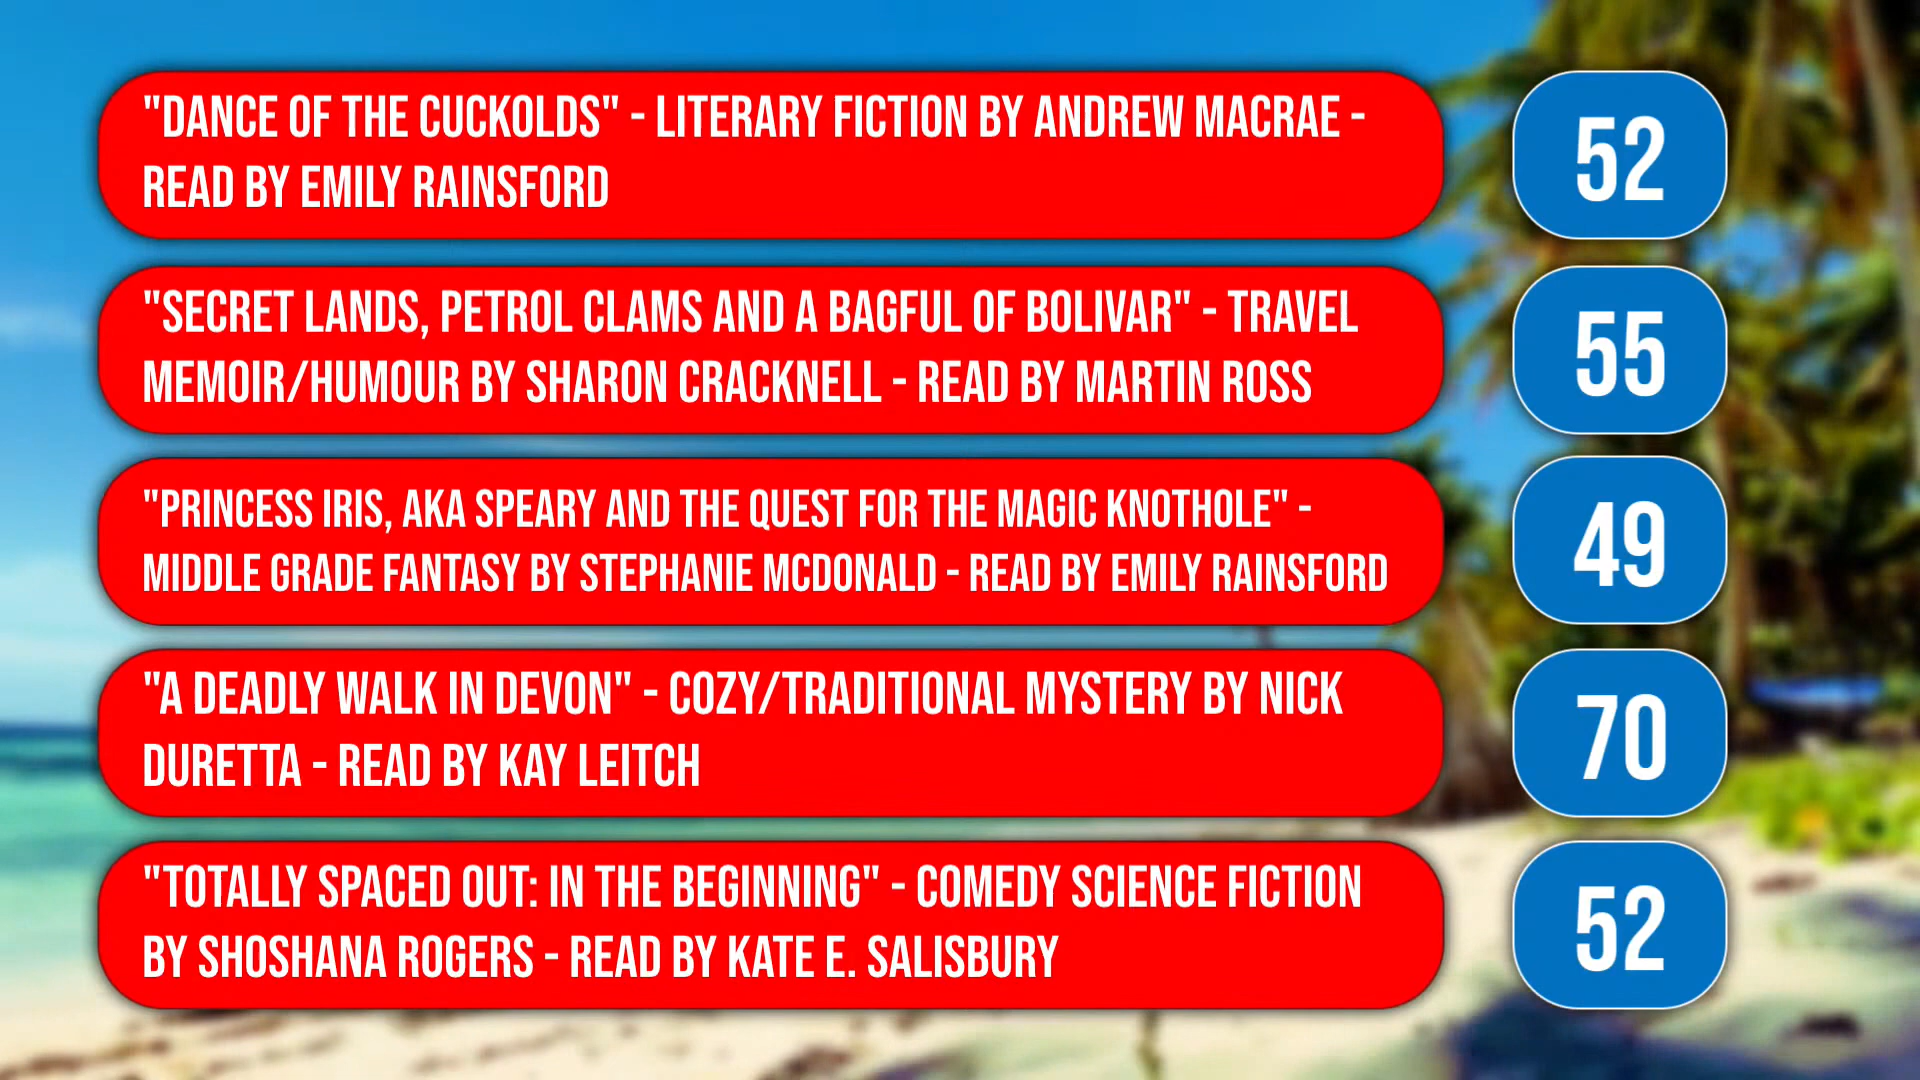 "DANCE OF THE CUCKOLDS" - LITERARY FICTION BY ANDREW MACRAE -
READ BY EMILY RAINSFORD
52
"SECRET LANDS, PETROL CLAMS AND A BAGFUL OF BOLIVAR" - TRAVEL
MEMOIR/HUMOUR BY SHARON CRACKNELL - READ BY MARTIN ROSS
55
"PRINCESS IRIS, AKA SPEARY AND THE QUEST FOR THE MAGIC KNOTHOLE" -
MIDDLE GRADE FANTASY BY STEPHANIE MCDONALD - READ BY EMILY RAINSFORD
49
"A DEADLY WALK IN DEVON" - COZY/TRADITIONAL MYSTERY BY NICK
DURETTA - READ BY KAY LEITCH
70
"TOTALLY SPACED OUT: IN THE BEGINNING" - COMEDY SCIENCE FICTION
BY SHOSHANA ROGERS - READ BY KATE E. SALISBURY
52